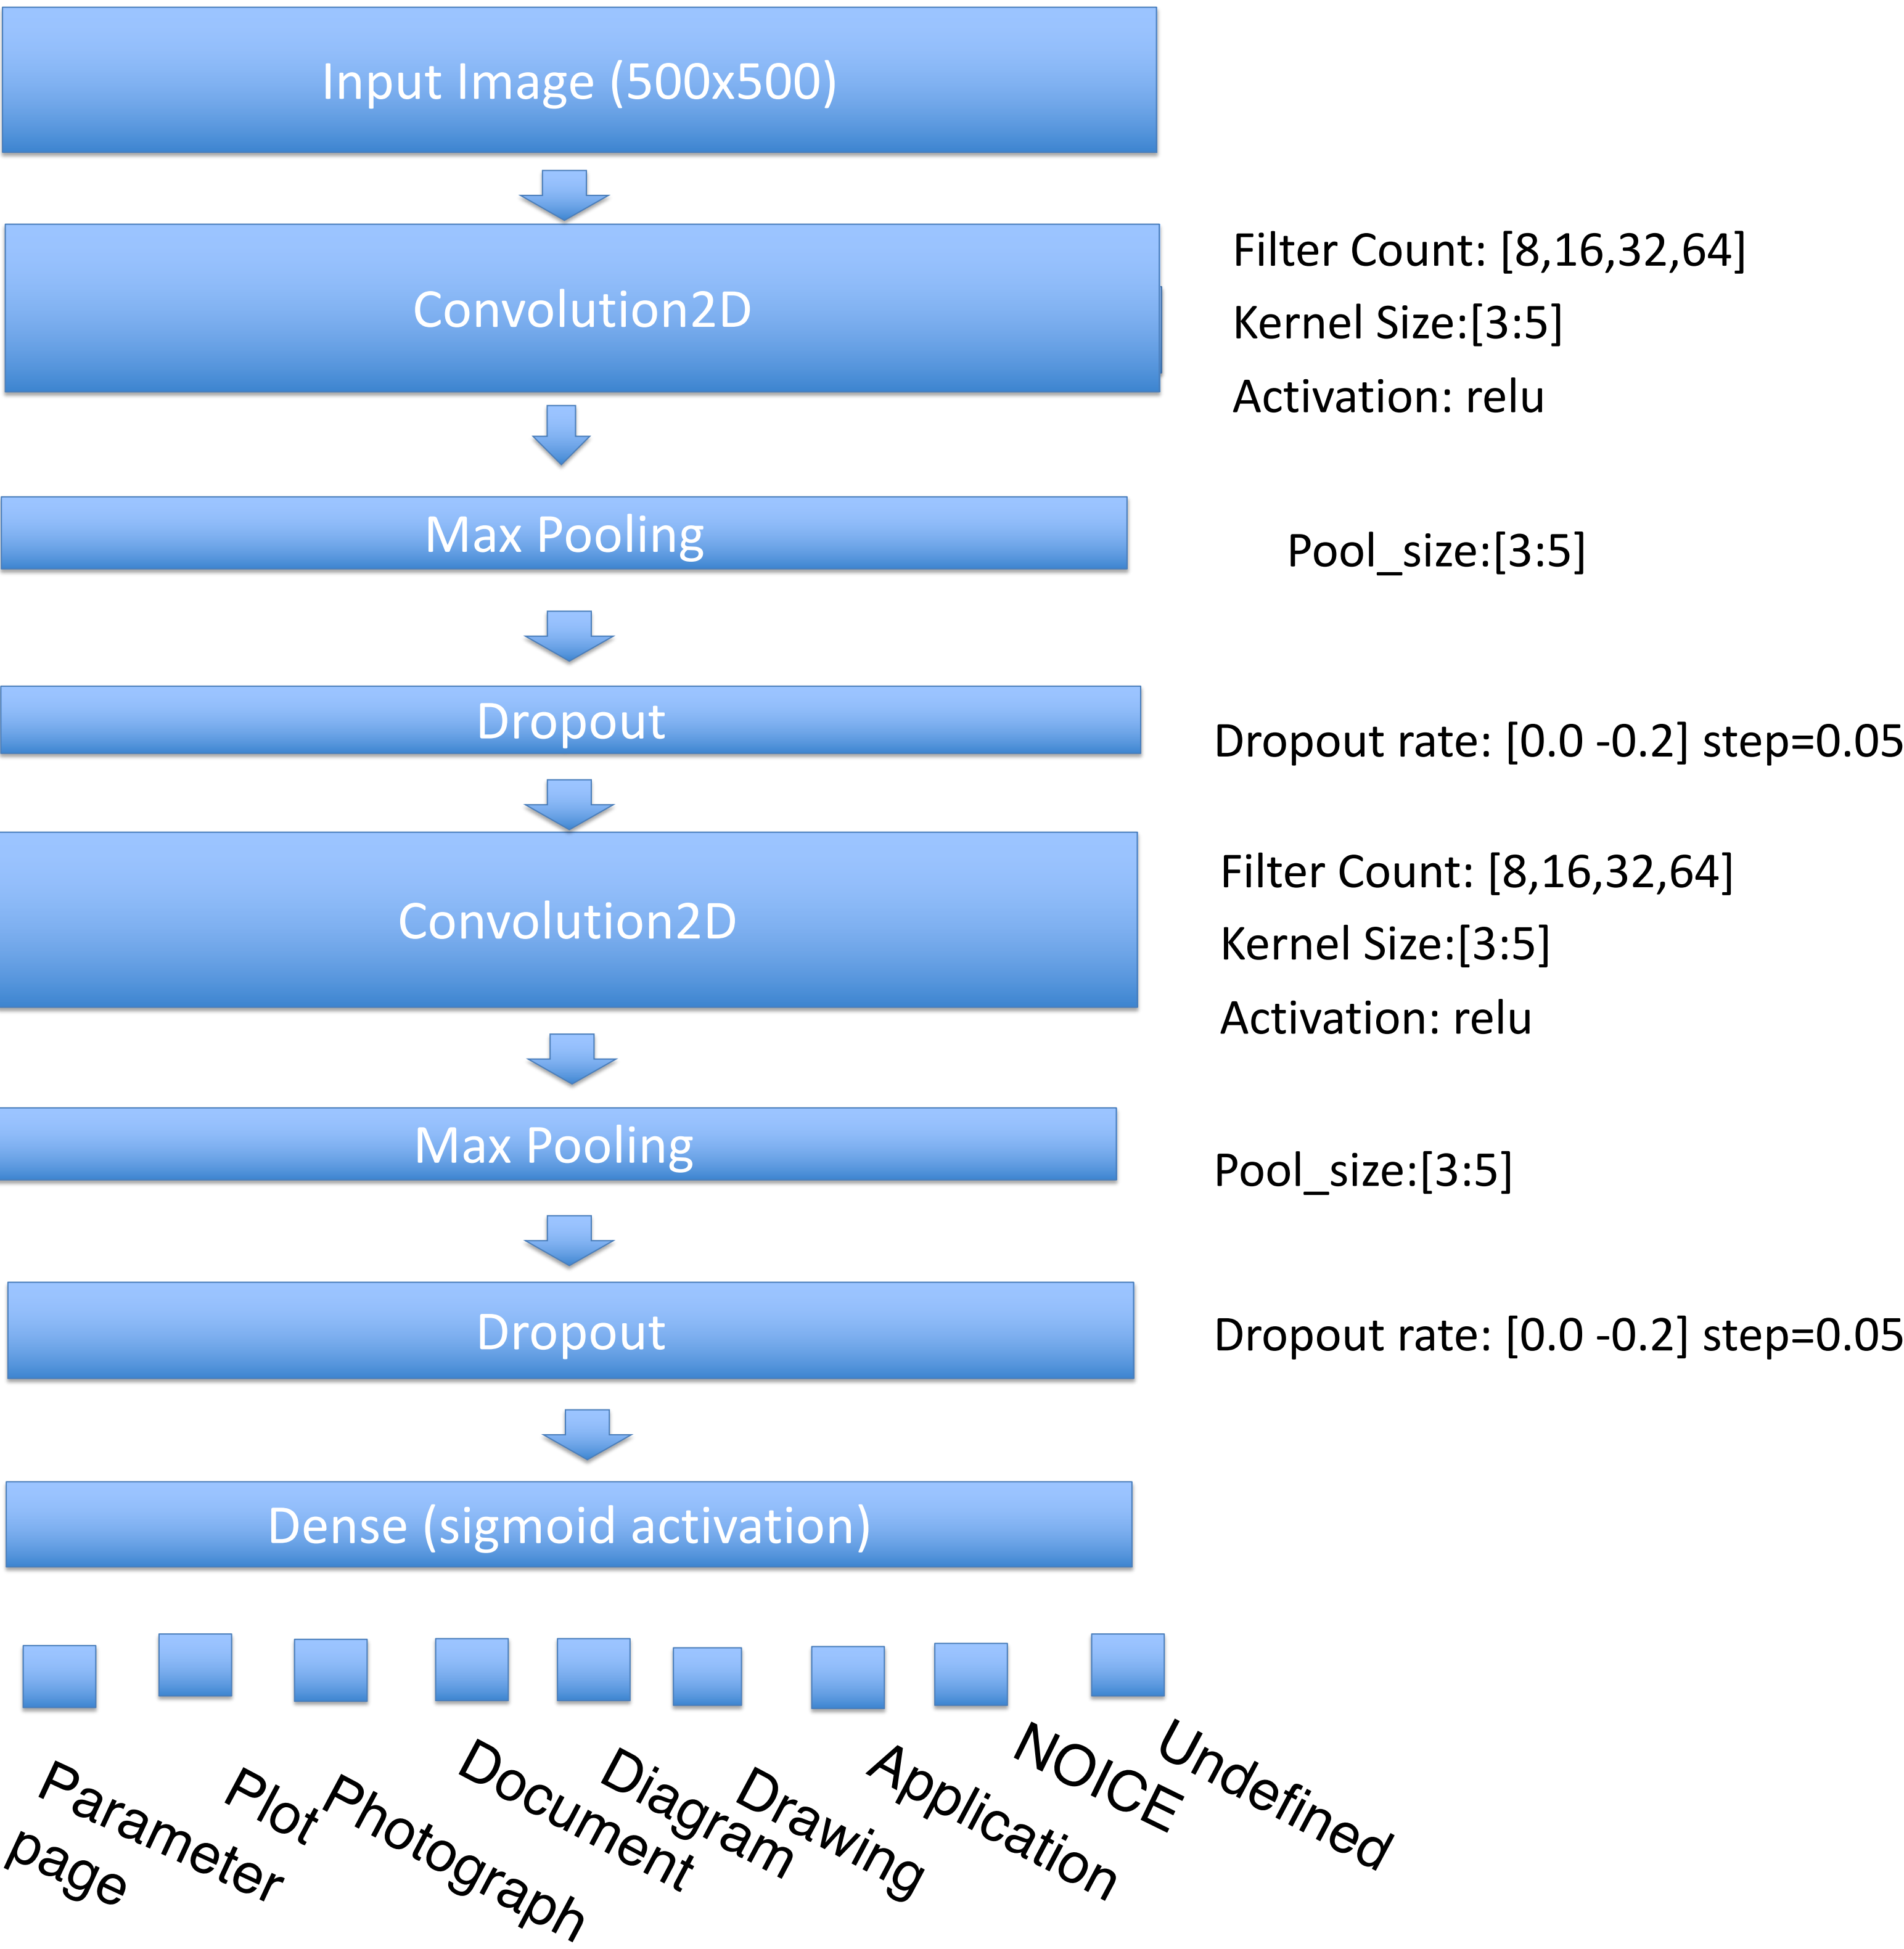 Input Image (500x500)
Convolution2D
Filter Count: [8,16,32,64]
Kernel Size:[3:5]
Activation: relu
Max Pooling
Pool_size:[3:5]
Dropout
Dropout rate: [0.0 -0.2] step=0.05
Convolution2D
Filter Count: [8,16,32,64]
Kernel Size:[3:5]
Activation: relu
Max Pooling
Pool_size:[3:5]
Dropout
Dropout rate: [0.0 -0.2] step=0.05
Dense (sigmoid activation)
Parameter
page
Plot
Photograph
Document
Diagram
Drawing
Application
NOICE
Undefined